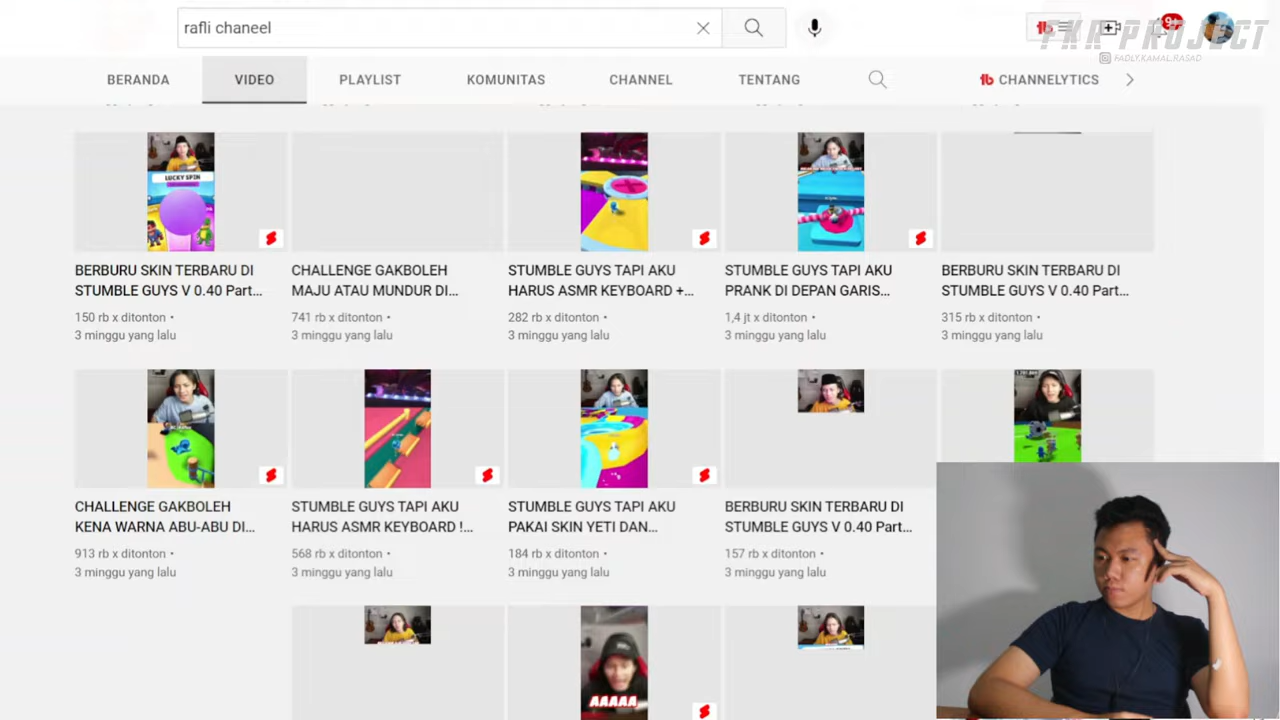 rafli chaneel
9+
FKR PROJECT
FADLY.KAMAL.RASAD
BERANDA VIDEO PLAYLIST KOMUNITAS CHANNEL TENTANG CHANNELYTICS
LUCKY SPIN
BERBURU SKIN TERBARU DI
STUMBLE GUYS V 0.40 Part...
150 rb x ditonton •
3 minggu yang lalu
CHALLENGE GAKBOLEH
MAJU ATAU MUNDUR DI...
741 rb x ditonton •
3 minggu yang lalu
STUMBLE GUYS TAPI AKU
HARUS ASMR KEYBOARD +...
282 rb x ditonton •
3 minggu yang lalu
STUMBLE GUYS TAPI AKU
PRANK DI DEPAN GARIS...
1,4 jt x ditonton •
3 minggu yang lalu
BERBURU SKIN TERBARU DI
STUMBLE GUYS V 0.40 Part...
315 rb x ditonton •
3 minggu yang lalu
CHALLENGE GAKBOLEH
KENA WARNA ABU-ABU DI...
913 rb x ditonton •
3 minggu yang lalu
STUMBLE GUYS TAPI AKU
HARUS ASMR KEYBOARD !...
568 rb x ditonton •
3 minggu yang lalu
STUMBLE GUYS TAPI AKU
PAKAI SKIN YETI DAN...
184 rb x ditonton •
3 minggu yang lalu
BERBURU SKIN TERBARU DI
STUMBLE GUYS V 0.40 Part...
157 rb x ditonton •
3 minggu yang lalu
AAAAA